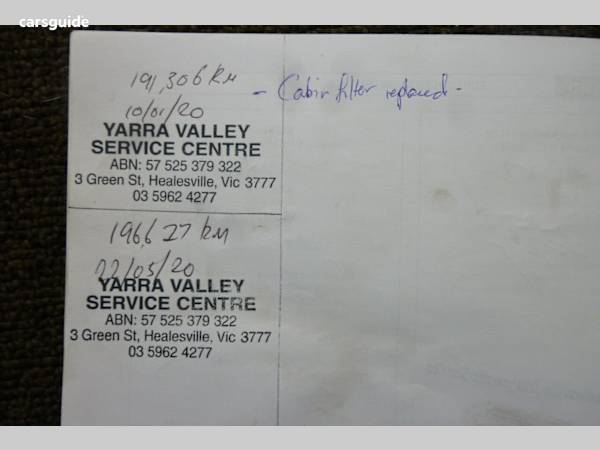 carsguide
191,306 km
10/01/20
YARRA VALLEY
SERVICE CENTRE
ABN: 57 525 379 322
3 Green St, Healesville, Vic 3777
03 5962 4277
- Cabin filter replaced -
196,627 km
22/05/20
YARRA VALLEY
SERVICE CENTRE
ABN: 57 525 379 322
3 Green St, Healesville, Vic 3777
03 5962 4277